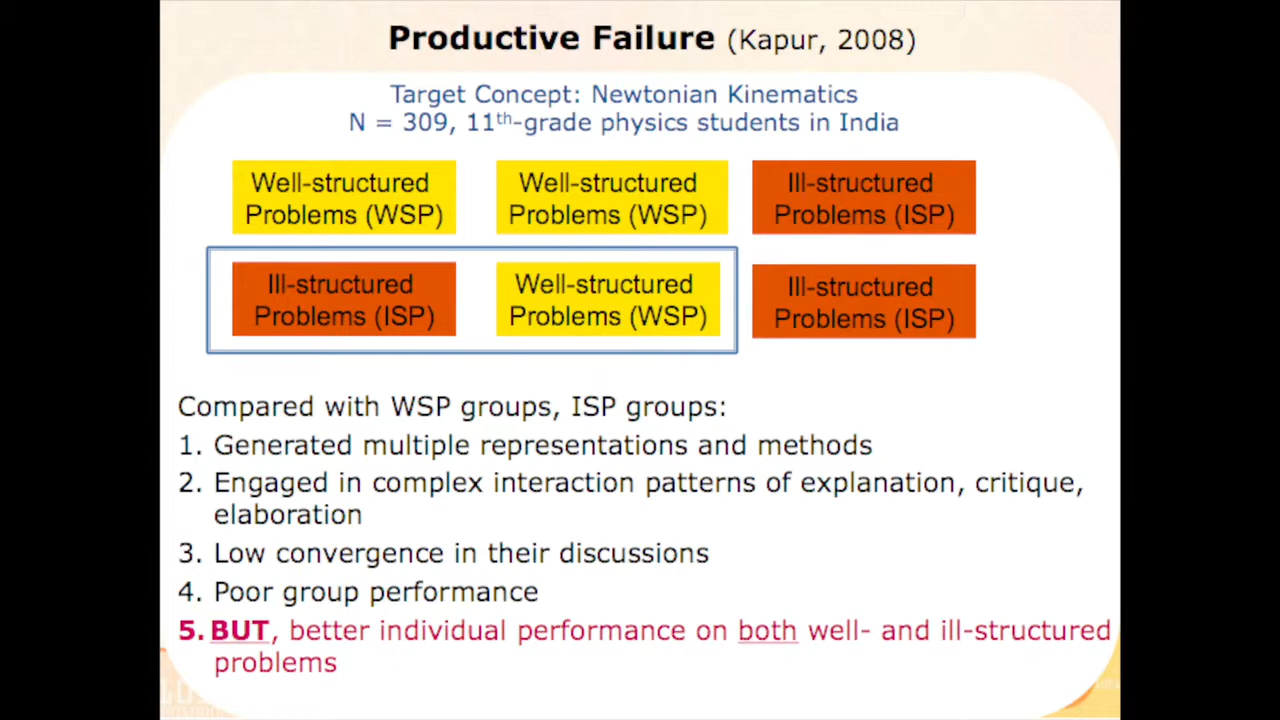 Productive Failure (Kapur, 2008)
Target Concept: Newtonian Kinematics
N = 309, 11th-grade physics students in India
Well-structured Problems (WSP)
Well-structured Problems (WSP)
Ill-structured Problems (ISP)
Ill-structured Problems (ISP)
Well-structured Problems (WSP)
Ill-structured Problems (ISP)
Compared with WSP groups, ISP groups:
1. Generated multiple representations and methods
2. Engaged in complex interaction patterns of explanation, critique,
elaboration
3. Low convergence in their discussions
4. Poor group performance
5. BUT, better individual performance on both well- and ill-structured
problems